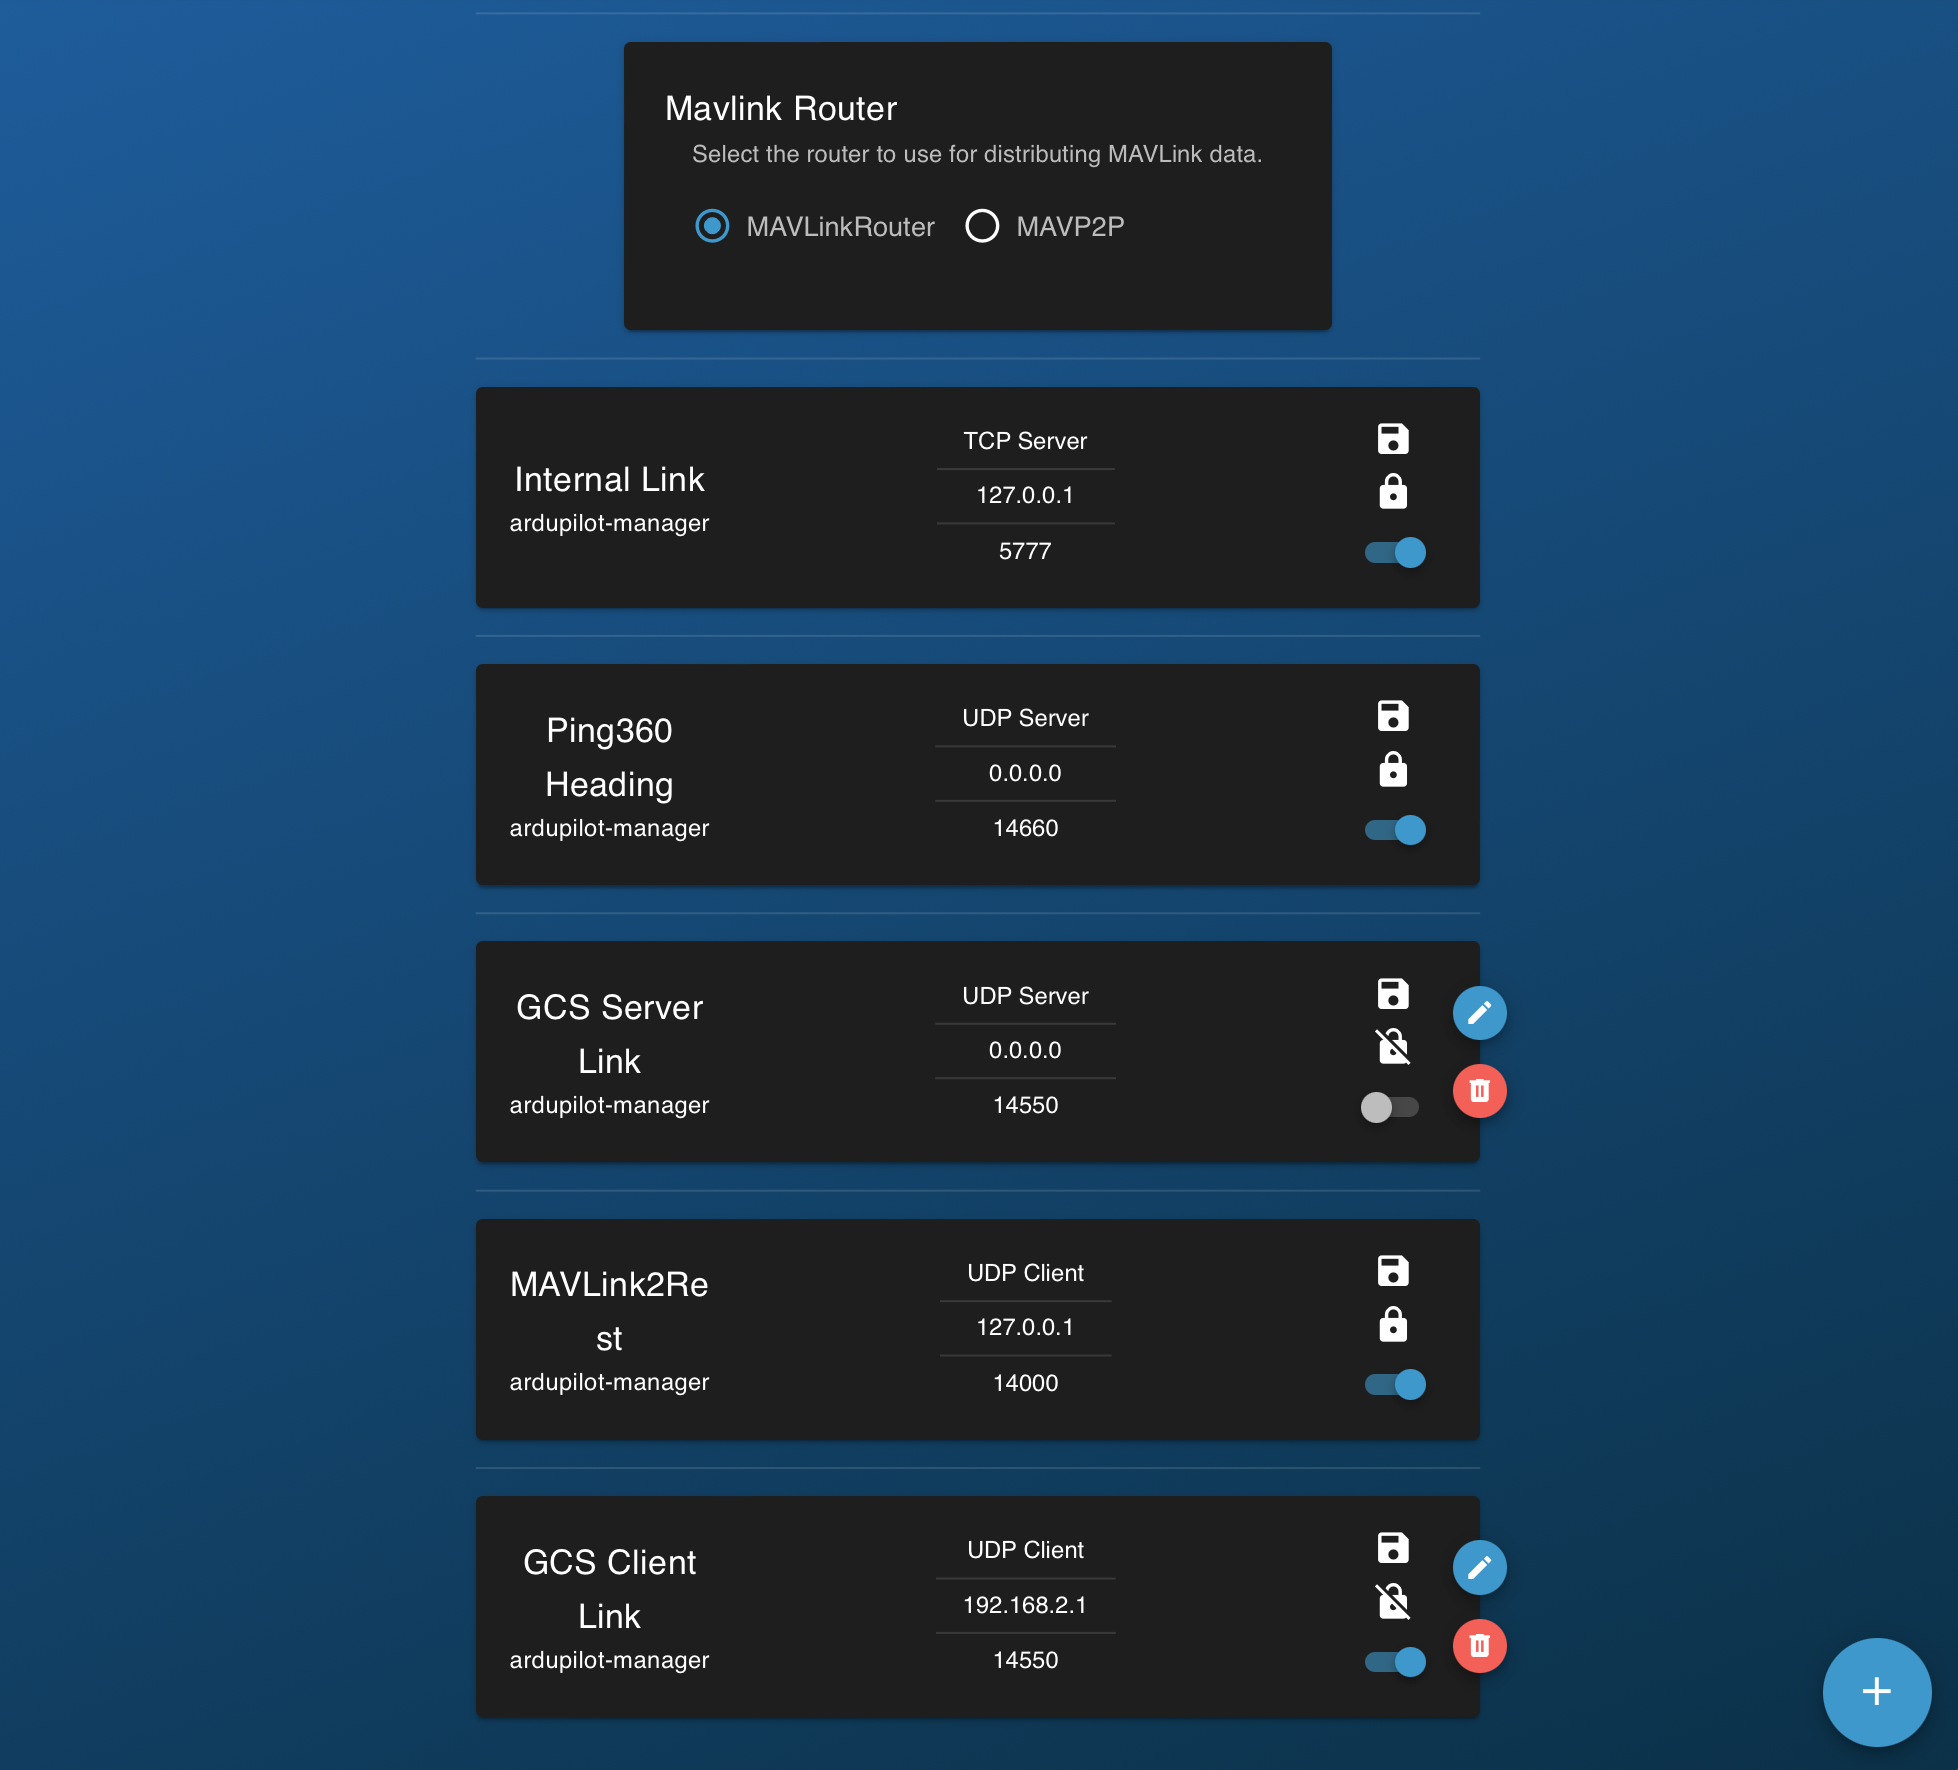 Mavlink Router
Select the router to use for distributing MAVLink data.
MAVLinkRouter MAVP2P
Internal Link
ardupilot-manager
TCP Server
127.0.0.1
5777
Ping360
Heading
ardupilot-manager
UDP Server
0.0.0.0
14660
GCS Server
Link
ardupilot-manager
UDP Server
0.0.0.0
14550
MAVLink2Re
st
ardupilot-manager
UDP Client
127.0.0.1
14000
GCS Client
Link
ardupilot-manager
UDP Client
192.168.2.1
14550